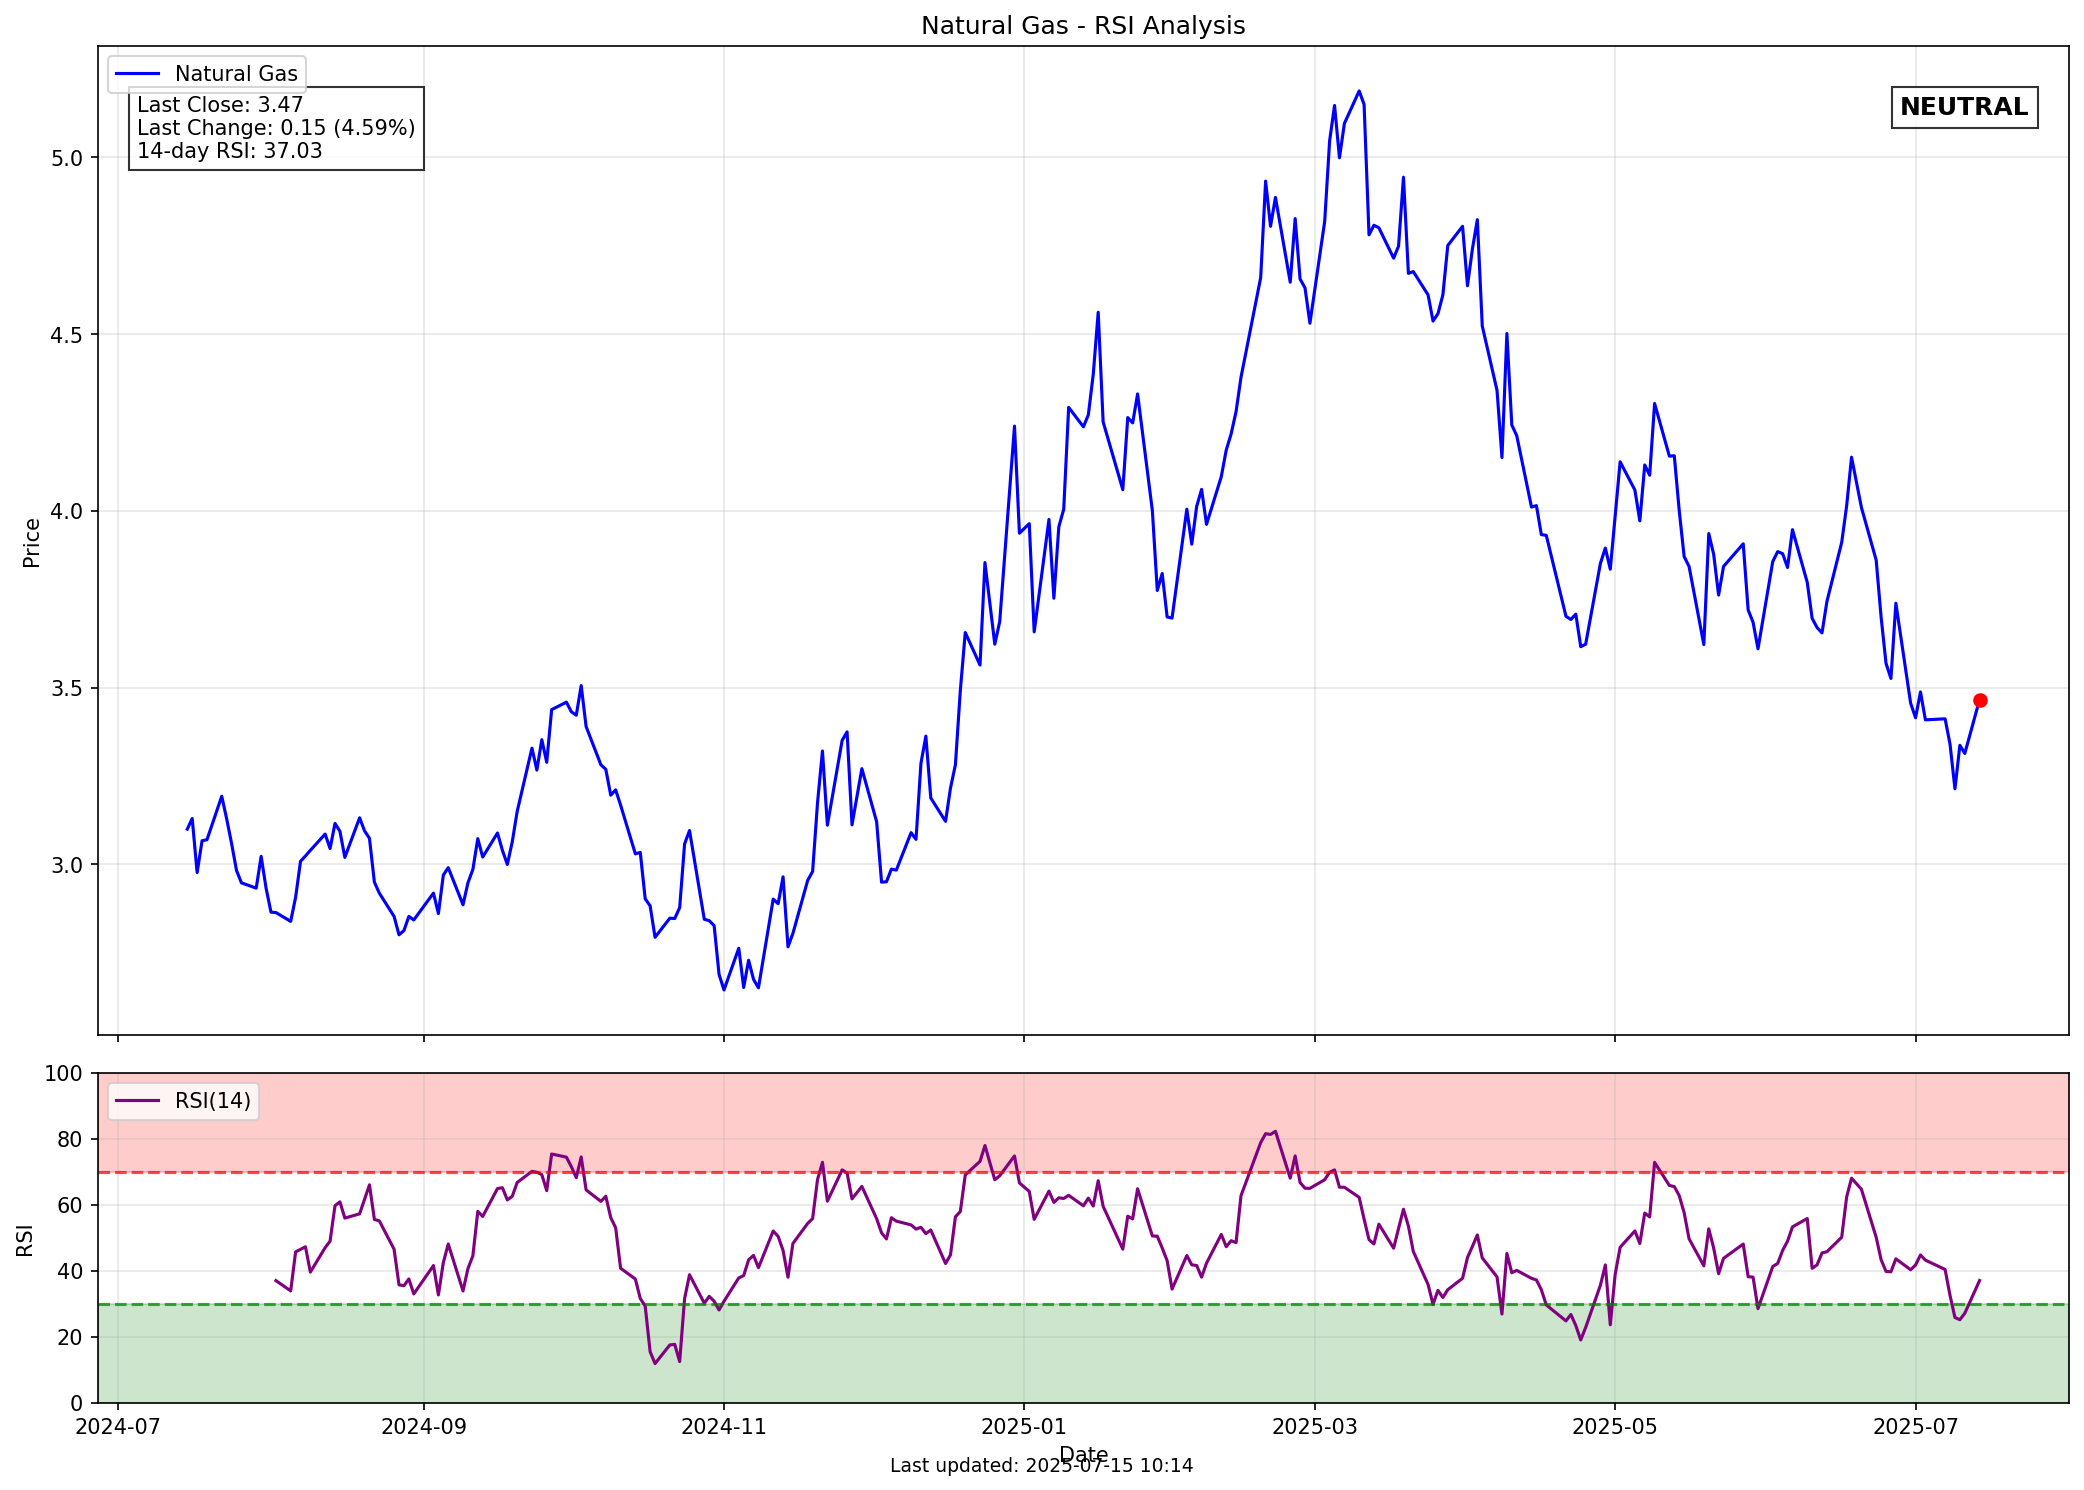 Natural Gas - RSI Analysis
Natural Gas
Last Close: 3.47
Last Change: 0.15 (4.59%)
14-day RSI: 37.03
NEUTRAL
Price
5.0
4.5
4.0
3.5
3.0
RSI(14)
RSI
100
80
60
40
20
0
2024-07
2024-09
2024-11
2025-01
2025-03
2025-05
2025-07
Date
Last updated: 2025-07-15 10:14